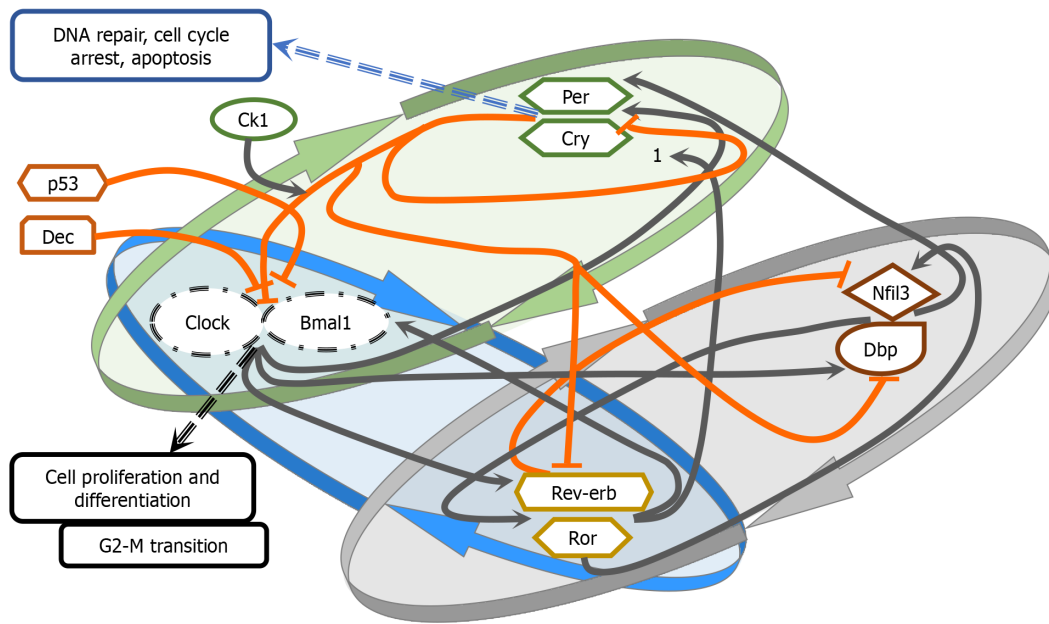 DNA repair, cell cycle
arrest, apoptosis
Per
Ck1
Cry
1
p53
Dec
Nfil3
Clock
Bmal1
Dbp
Cell proliferation and
differentiation
Rev-erb
G2-M transition
Ror